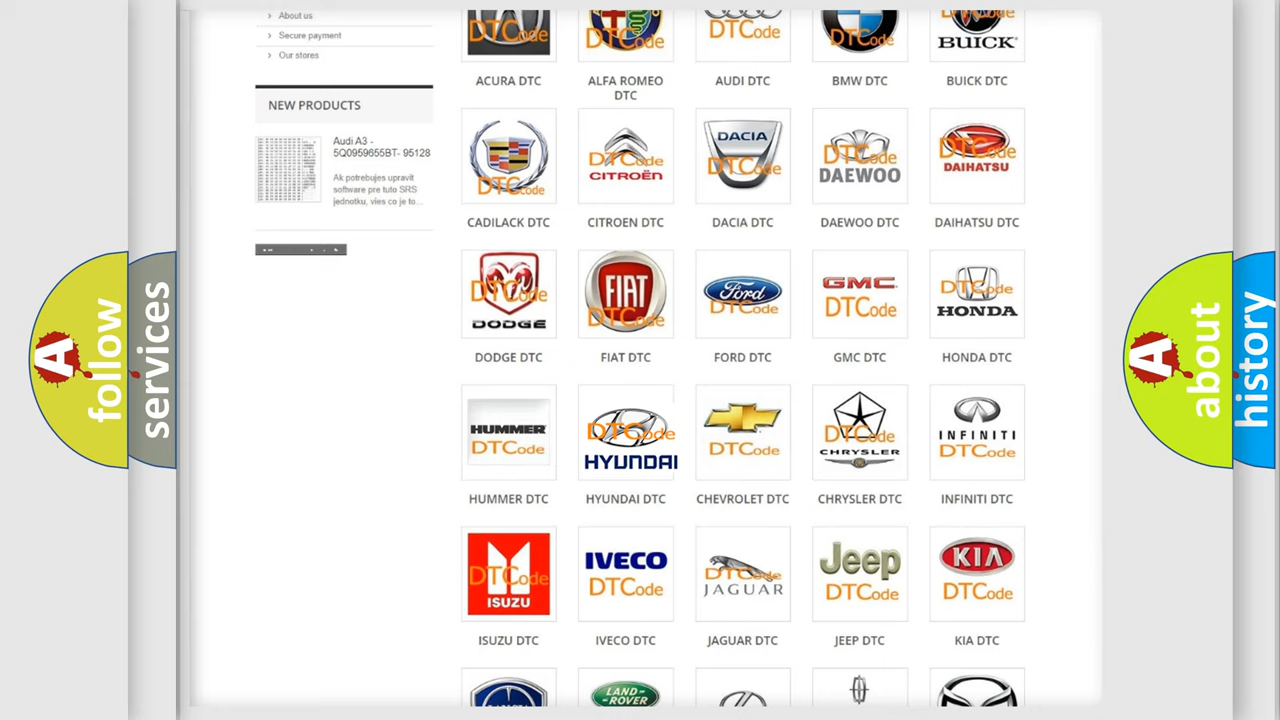 About us
Secure payment
Our stores
NEW PRODUCTS
Audi A3 -
5Q0959655BT- 95128
Ak potrebujes upravit
software pre tuto SRS
jednotku, vies co je to...
DTCode
DTCode
DTCode
DTCode
BUICK
ACURA DTC
ALFA ROMEO
DTC
AUDI DTC
BMW DTC
BUICK DTC
DTCode
DTCode
CITROËN
DACIA
DTCode
DTCode
DAEWOO
DTCode
DAIHATSU
CADILACK DTC
CITROEN DTC
DACIA DTC
DAEWOO DTC
DAIHATSU DTC
DTCode
DODGE
FIAT
DTCode
Ford
DTCode
GMC
DTCode
DTCode
HONDA
DODGE DTC
FIAT DTC
FORD DTC
GMC DTC
HONDA DTC
HUMMER
DTCode
DTCode
HYUNDAI
DTCode
DTCode
CHRYSLER
INFINITI
DTCode
HUMMER DTC
HYUNDAI DTC
CHEVROLET DTC
CHRYSLER DTC
INFINITI DTC
DTCode
ISUZU
IVECO
DTCode
DTCode
JAGUAR
Jeep
DTCode
KIA
DTCode
ISUZU DTC
IVECO DTC
JAGUAR DTC
JEEP DTC
KIA DTC
LAND-
ROVER
A follow
services
A about
history